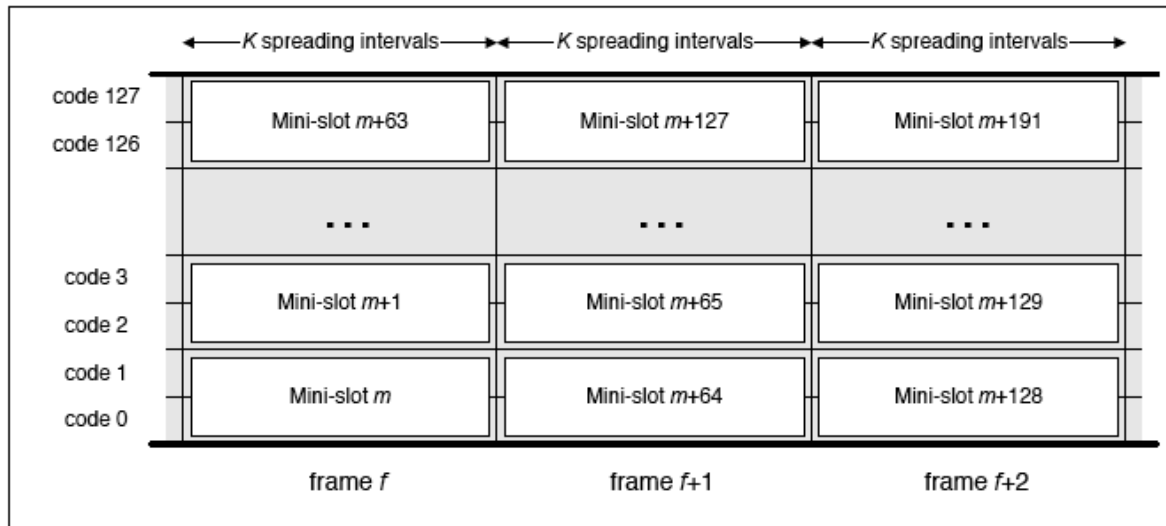 K spreading intervals K spreading intervals K spreading intervals
code 127
Mini-slot m+63 Mini-slot m+127 Mini-slot m+191
code 126
... ... ...
code 3
Mini-slot m+1 Mini-slot m+65 Mini-slot m+129
code 2
code 1
Mini-slot m Mini-slot m+64 Mini-slot m+128
code 0
frame f frame f+1 frame f+2